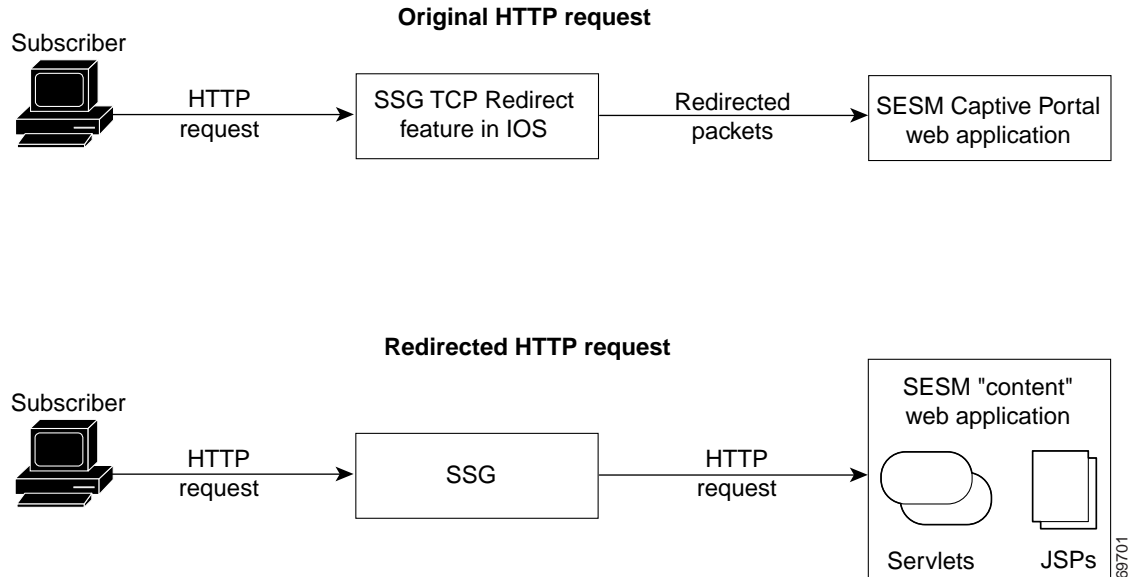 Original HTTP request
Subscriber
HTTP
request
SSG TCP Redirect
feature in IOS
Redirected
packets
SESM Captive Portal
web application
Redirected HTTP request
Subscriber
HTTP
request
SSG
HTTP
request
SESM "content"
web application
Servlets
JSPs
69701